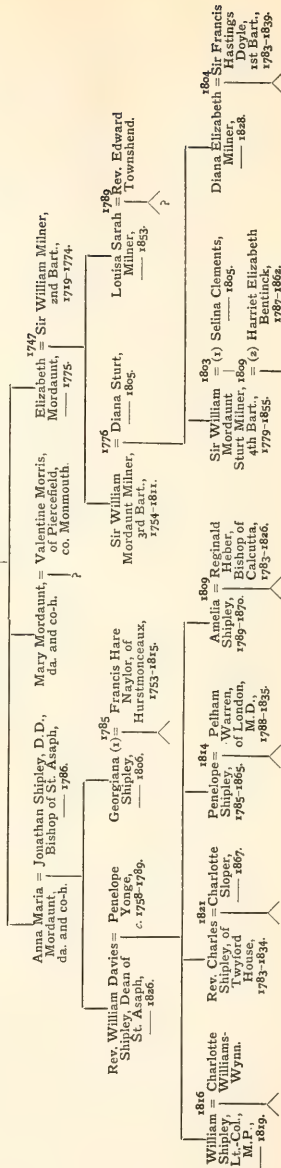 Anna Maria = Jonathan Shipley, D.D.,
Mordaunt, Bishop of St. Asaph,
da. and co-h. —— 1786.
Mary Mordaunt, = Valentine Morris,
da. and co-h. of Piercefield,
co. Monmouth.
?
1747
Elizabeth = Sir William Milner,
Mordaunt, 2nd Bart.,
—— 1775. 1719-1774.
Rev. William Davies = Penelope
Shipley, Dean of Yonge,
St. Asaph, c. 1758-1789.
—— 1826.
1785
Georgiana (1) = Francis Hare
Shipley, Naylor, of
—— 1806. Hurstmonceaux,
1753-1815.
1776
Sir William = Diana Sturt,
Mordaunt Milner, —— 1805.
3rd Bart.,
1754-1811.
1789
Louisa Sarah = Rev. Edward
Milner, Townshend.
—— 1853.
?
1816
William = Charlotte
Shipley, Williams-
Lt.-Col., Wynn.
M.P.,
—— 1819.
1821
Rev. Charles = Charlotte
Shipley, of Sloper,
Twyford —— 1867.
House,
1783-1834.
1814
Penelope = Pelham
Shipley, Warren,
1785-1865. of London,
M.D.,
1788-1835.
1809
Amelia = Reginald
Shipley, Heber,
1789-1870. Bishop of
Calcutta,
1783-1826.
1803
Sir William = (1) Selina Clements,
Mordaunt —— 1805.
Sturt Milner, 1809
4th Bart., = (2) Harriet Elizabeth
1779-1855. Bentinck,
1787-1862.
1804
Diana Elizabeth = Sir Francis
Milner, Hastings
—— 1828. Doyle,
1st Bart.,
1783-1839.